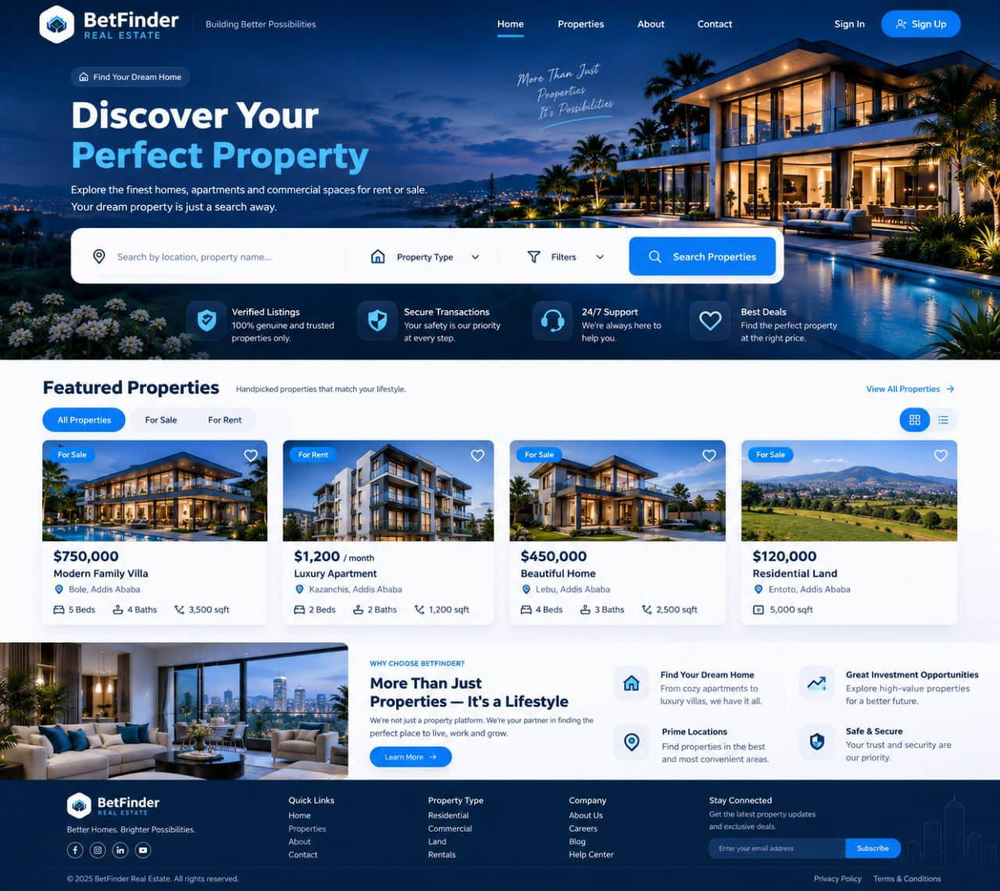 BetFinder
REAL ESTATE
Building Better Possibilities
Home
Properties
About
Contact
Sign In
Sign Up
Find Your Dream Home
More Than Just
Properties
It's Possibilities
Discover Your
Perfect Property
Explore the finest homes, apartments and commercial spaces for rent or sale.
Your dream property is just a search away.
Search by location, property name...
Property Type
Filters
Search Properties
Verified Listings
100% genuine and trusted
properties only.
Secure Transactions
Your safety is our priority
at every step.
24/7 Support
We're always here to
help you.
Best Deals
Find the perfect property
at the right price.
Featured Properties
Handpicked properties that match your lifestyle.
View All Properties
All Properties
For Sale
For Rent
For Sale
$750,000
Modern Family Villa
Bole, Addis Ababa
5 Beds
4 Baths
3,500 sqft
For Rent
$1,200 / month
Luxury Apartment
Kazanchis, Addis Ababa
2 Beds
2 Baths
1,200 sqft
For Sale
$450,000
Beautiful Home
Lebu, Addis Ababa
4 Beds
3 Baths
2,500 sqft
For Sale
$120,000
Residential Land
Entoto, Addis Ababa
5,000 sqft
WHY CHOOSE BETFINDER?
More Than Just
Properties — It's a Lifestyle
We're not just a property platform. We're your partner in finding the
perfect place to live, work and grow.
Learn More
Find Your Dream Home
From cozy apartments to
luxury villas, we have it all.
Great Investment Opportunities
Explore high-value properties
for a better future.
Prime Locations
Find properties in the best
and most convenient areas.
Safe & Secure
Your trust and security are
our priority.
BetFinder
REAL ESTATE
Better Homes. Brighter Possibilities.
Quick Links
Home
Properties
About
Contact
Property Type
Residential
Commercial
Land
Rentals
Company
About Us
Careers
Blog
Help Center
Stay Connected
Get the latest property updates
and exclusive deals.
Enter your email address
Subscribe
© 2025 BetFinder Real Estate. All rights reserved.
Privacy Policy
Terms & Conditions